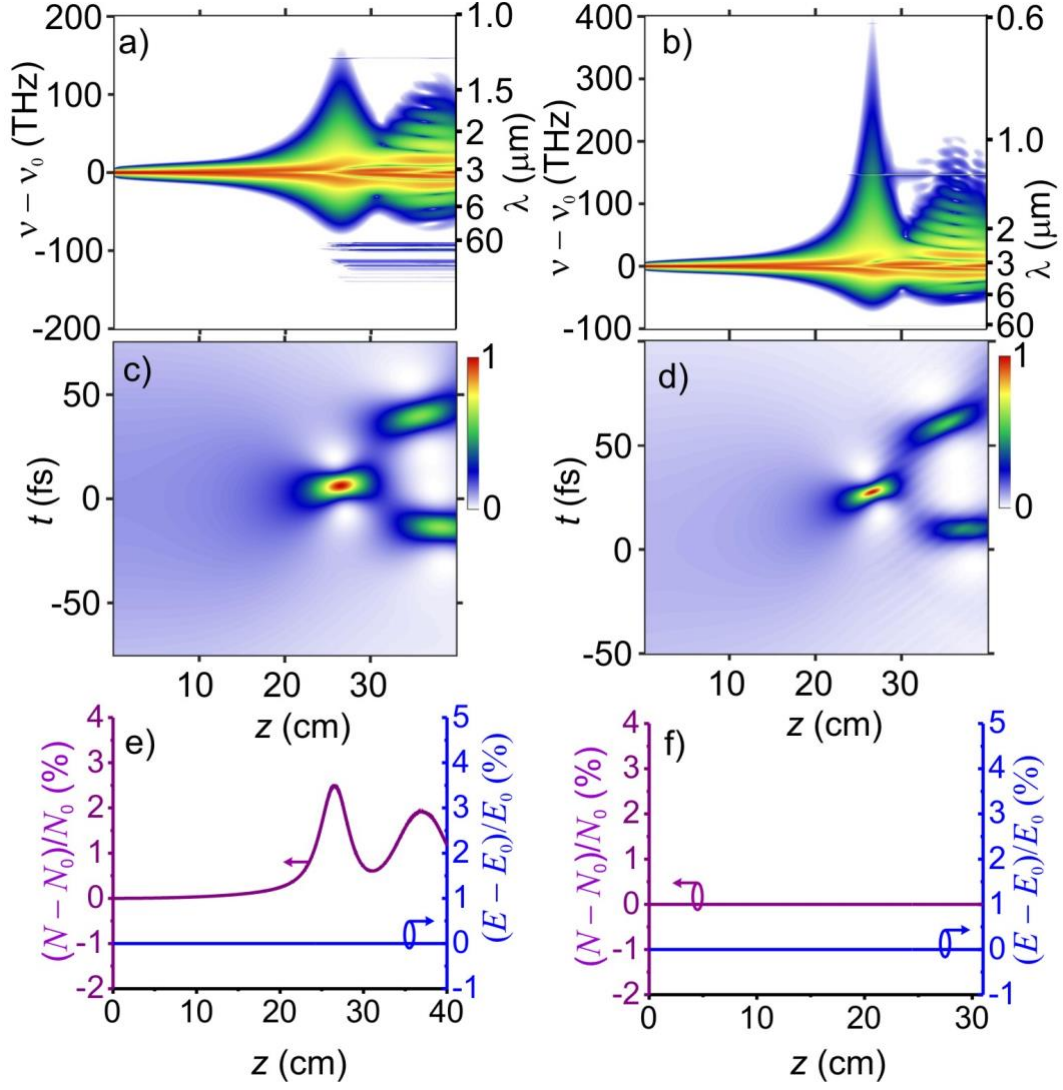 a)
200
100
0
-100
-200
ν − ν₀ (THz)
1.0
1.5
2
3
6
60
λ (μm)
b)
400
300
200
100
0
-100
ν − ν₀ (THz)
0.6
1.0
2
3
6
60
λ (μm)
c)
50
0
-50
t (fs)
1
0
10 20 30
z (cm)
d)
50
0
-50
t (fs)
1
0
10 20 30
z (cm)
e)
4
3
2
1
0
-1
-2
(N − N₀)/N₀ (%)
5
4
3
2
1
0
-1
(E − E₀)/E₀ (%)
0 10 20 30 40
z (cm)
f)
4
3
2
1
0
-1
-2
(N − N₀)/N₀ (%)
5
4
3
2
1
0
-1
(E − E₀)/E₀ (%)
0 10 20 30
z (cm)